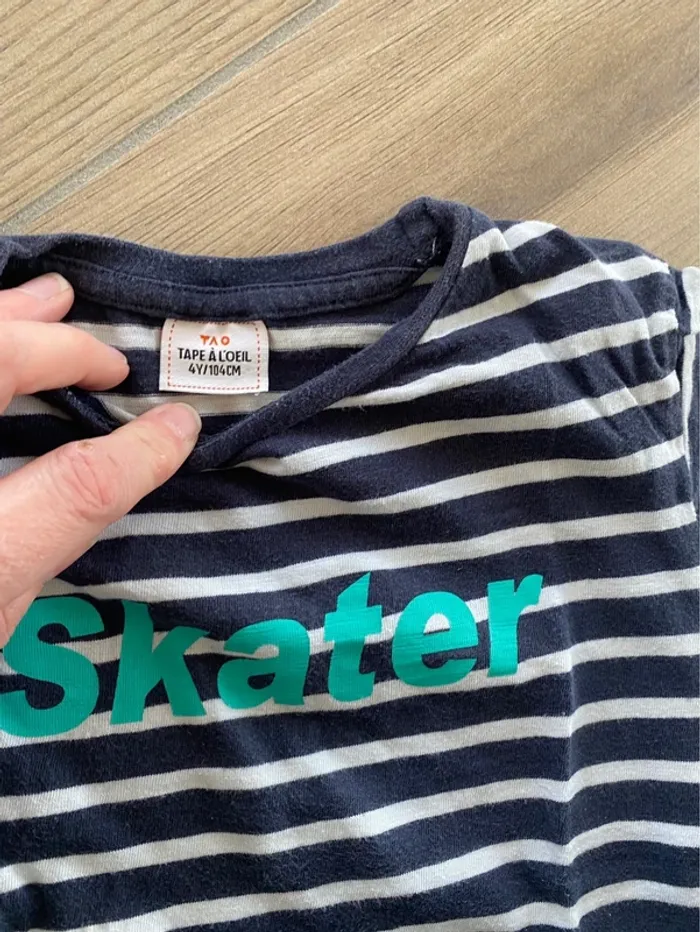 TAO
TAPE À L'OEIL
4Y/104CM
Skater